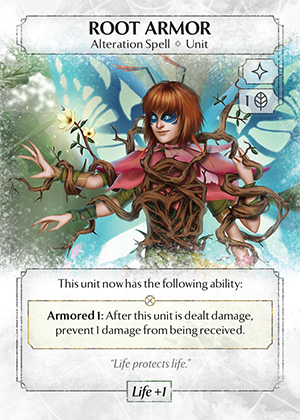 ROOT ARMOR
Alteration Spell ⟡ Unit
1
This unit now has the following ability:
Armored 1: After this unit is dealt damage,
prevent 1 damage from being received.
"Life protects life."
Life +1